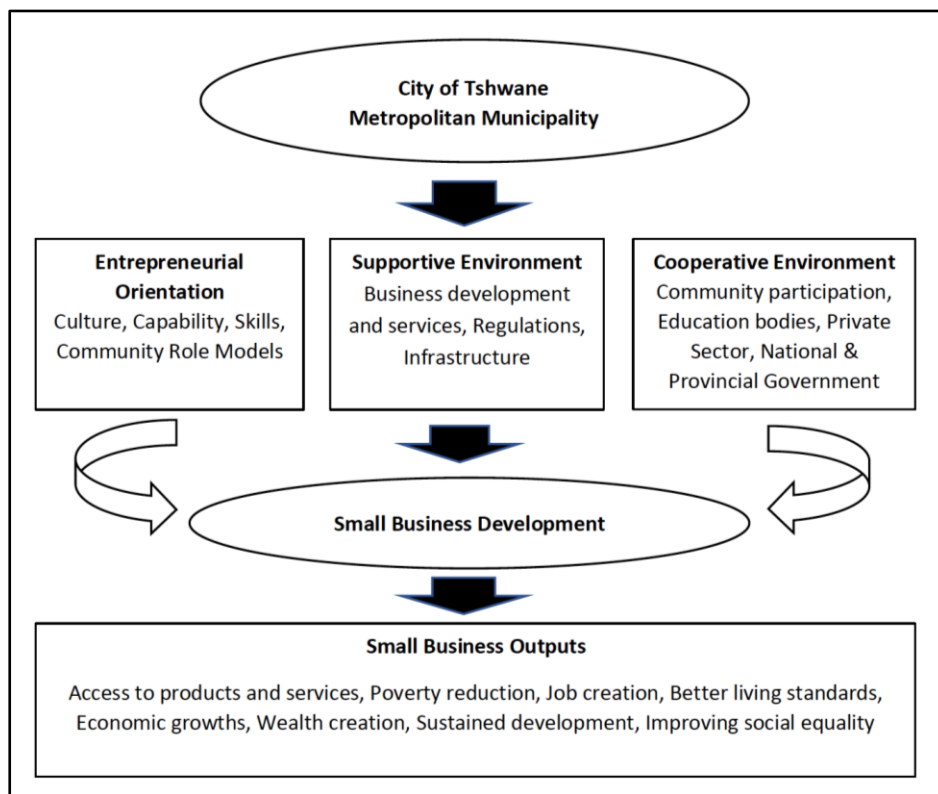 City of Tshwane
Metropolitan Municipality
Entrepreneurial
Orientation
Culture, Capability, Skills,
Community Role Models
Supportive Environment
Business development
and services, Regulations,
Infrastructure
Cooperative Environment
Community participation,
Education bodies, Private
Sector, National &
Provincial Government
Small Business Development
Small Business Outputs
Access to products and services, Poverty reduction, Job creation, Better living standards,
Economic growths, Wealth creation, Sustained development, Improving social equality